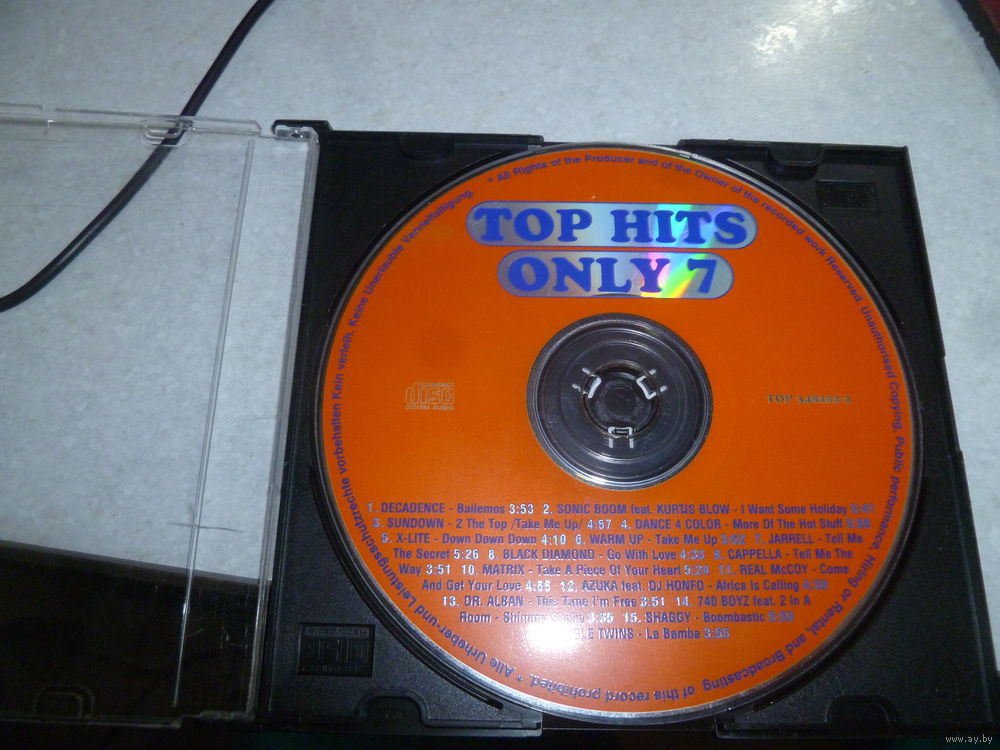 TOP HITS
ONLY 7
* All Rights of the Producer and of the Owner of the recorded work Reserved. Unauthorised Copying, Public performance, Hiring or Rental, and Broadcasting of this record prohibited. * Alle Urheber-und Leistungsschutzrechte vorbehalten Kein verleih. Keine Unerlaubte Vervielfaltigung.
COMPACT
disc
DIGITAL AUDIO
TOP
1. DECADENCE - Bailemos 3:53 2. SONIC BOOM feat. KURTIS BLOW - I Want Some Holiday
3. SUNDOWN - 2 The Top /Take Me Up/ 4:57 4. DANCE 4 COLOR - More Of The Hot Stuff
5. X-LITE - Down Down Down 4:10 6. WARM UP - Take Me Up 7. JARRELL - Tell Me
The Secret 5:26 8. BLACK DIAMOND - Go With Love 9. CAPPELLA - Tell Me The
Way 3:51 10. MATRIX - Take A Piece Of Your Heart 11. REAL McCOY - Come
And Get Your Love 12. AZUKA feat. DJ HONFO - Africa Is Calling
13. DR. ALBAN - This Time I'm Free 3:51 14. 740 BOYZ feat. 2 in A
Room - 15. SHAGGY - Boombastic
TWINS - La Bamba 3:55
www.ay.by